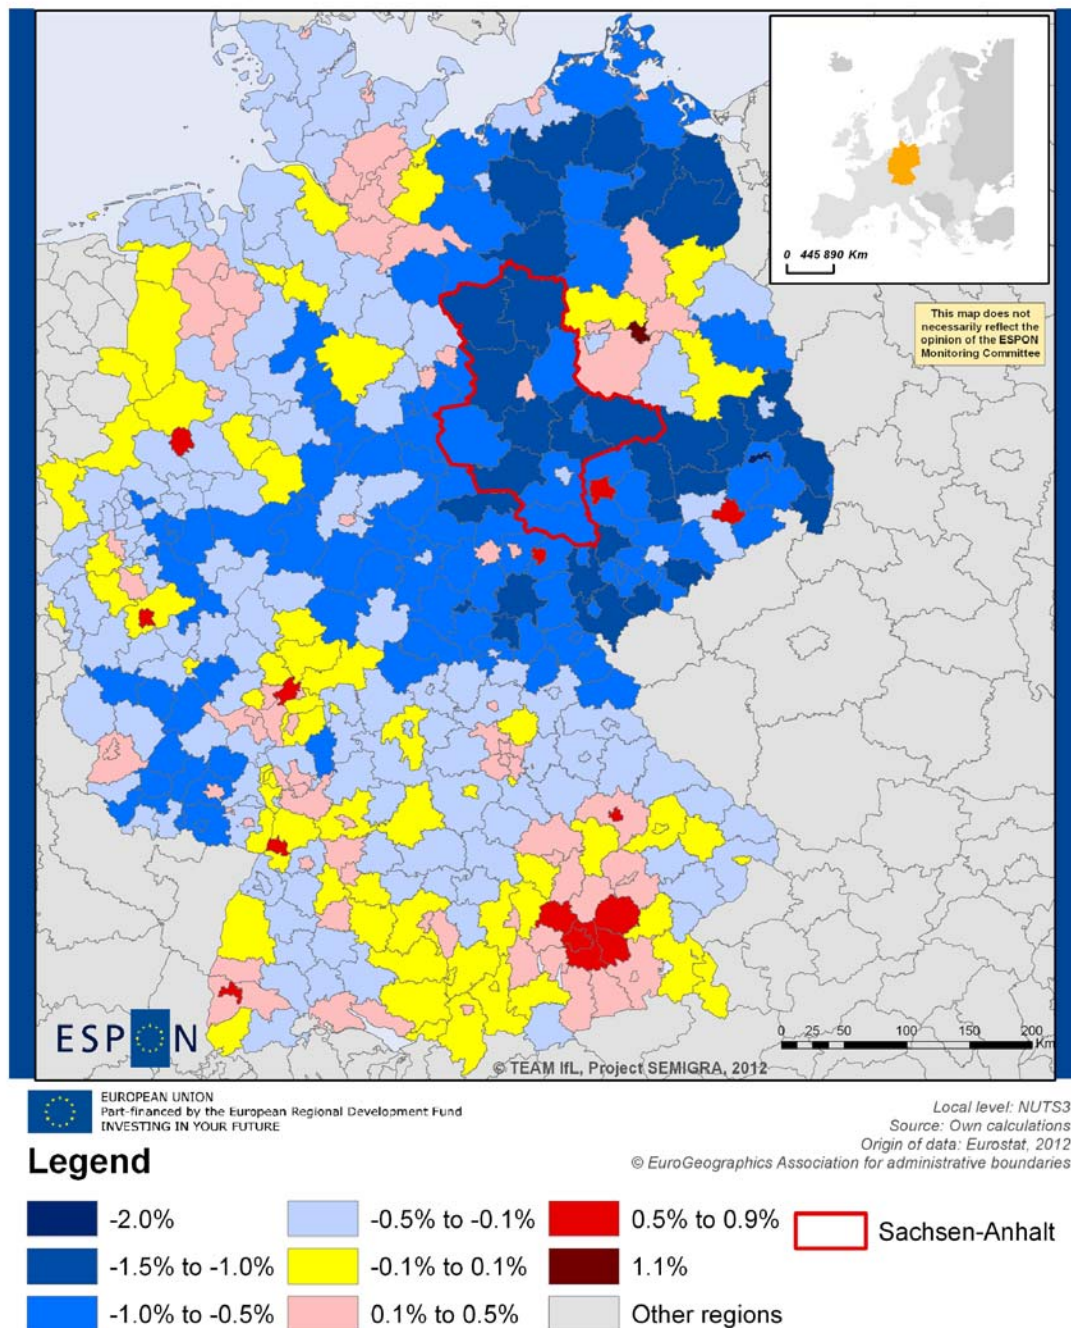 0 445 890 Km
This map does not
necessarily reflect the
opinion of the ESPON
Monitoring Committee
ESPON
0 25 50 100 150 200
Km
© TEAM IfL, Project SEMIGRA, 2012
EUROPEAN UNION
Part-financed by the European Regional Development Fund
INVESTING IN YOUR FUTURE
Local level: NUTS3
Source: Own calculations
Origin of data: Eurostat, 2012
© EuroGeographics Association for administrative boundaries
Legend
-2.0%
-0.5% to -0.1%
0.5% to 0.9%
Sachsen-Anhalt
-1.5% to -1.0%
-0.1% to 0.1%
1.1%
-1.0% to -0.5%
0.1% to 0.5%
Other regions